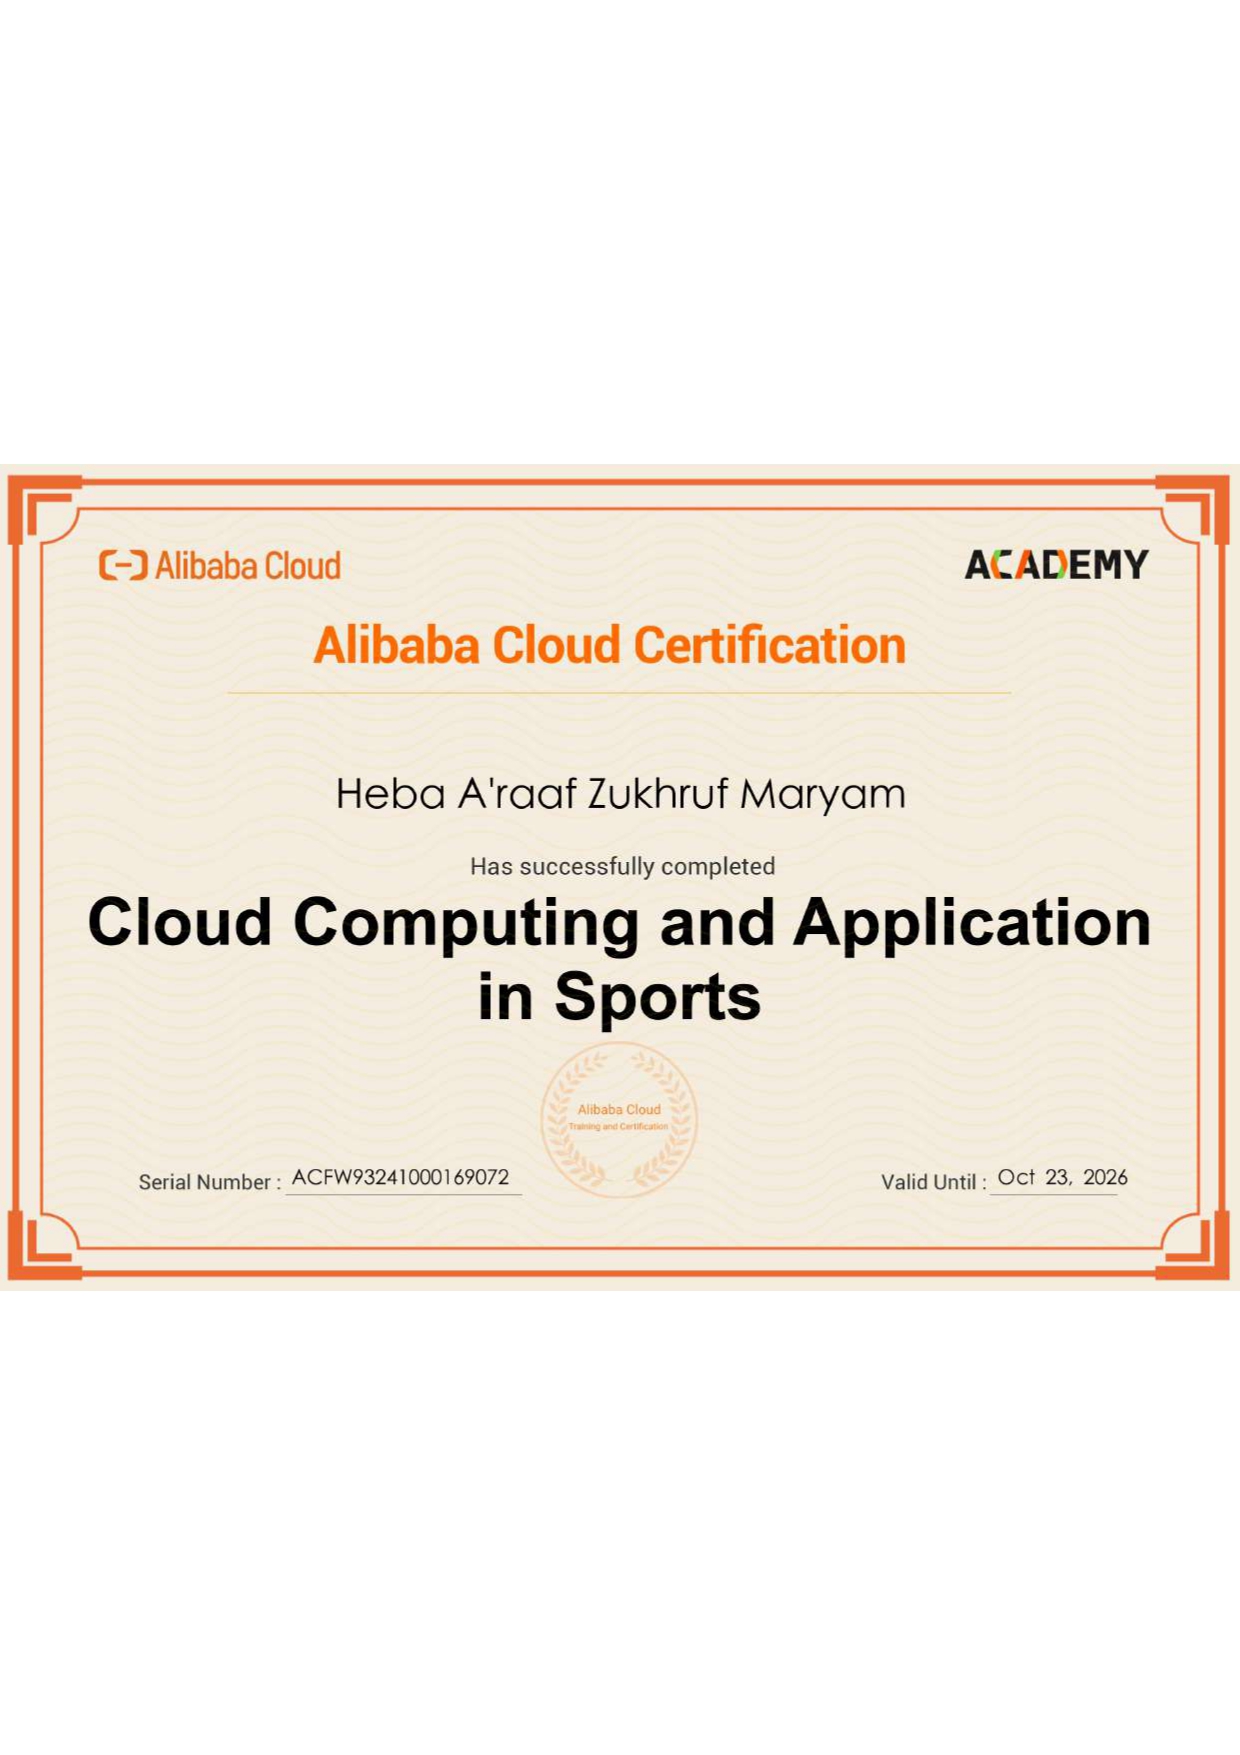 Alibaba Cloud
ACADEMY
Alibaba Cloud Certification
Heba A'raaf Zukhruf Maryam
Has successfully completed
Cloud Computing and Application
in Sports
Alibaba Cloud
Training and Certification
Serial Number : ACFW93241000169072
Valid Until : Oct 23, 2026